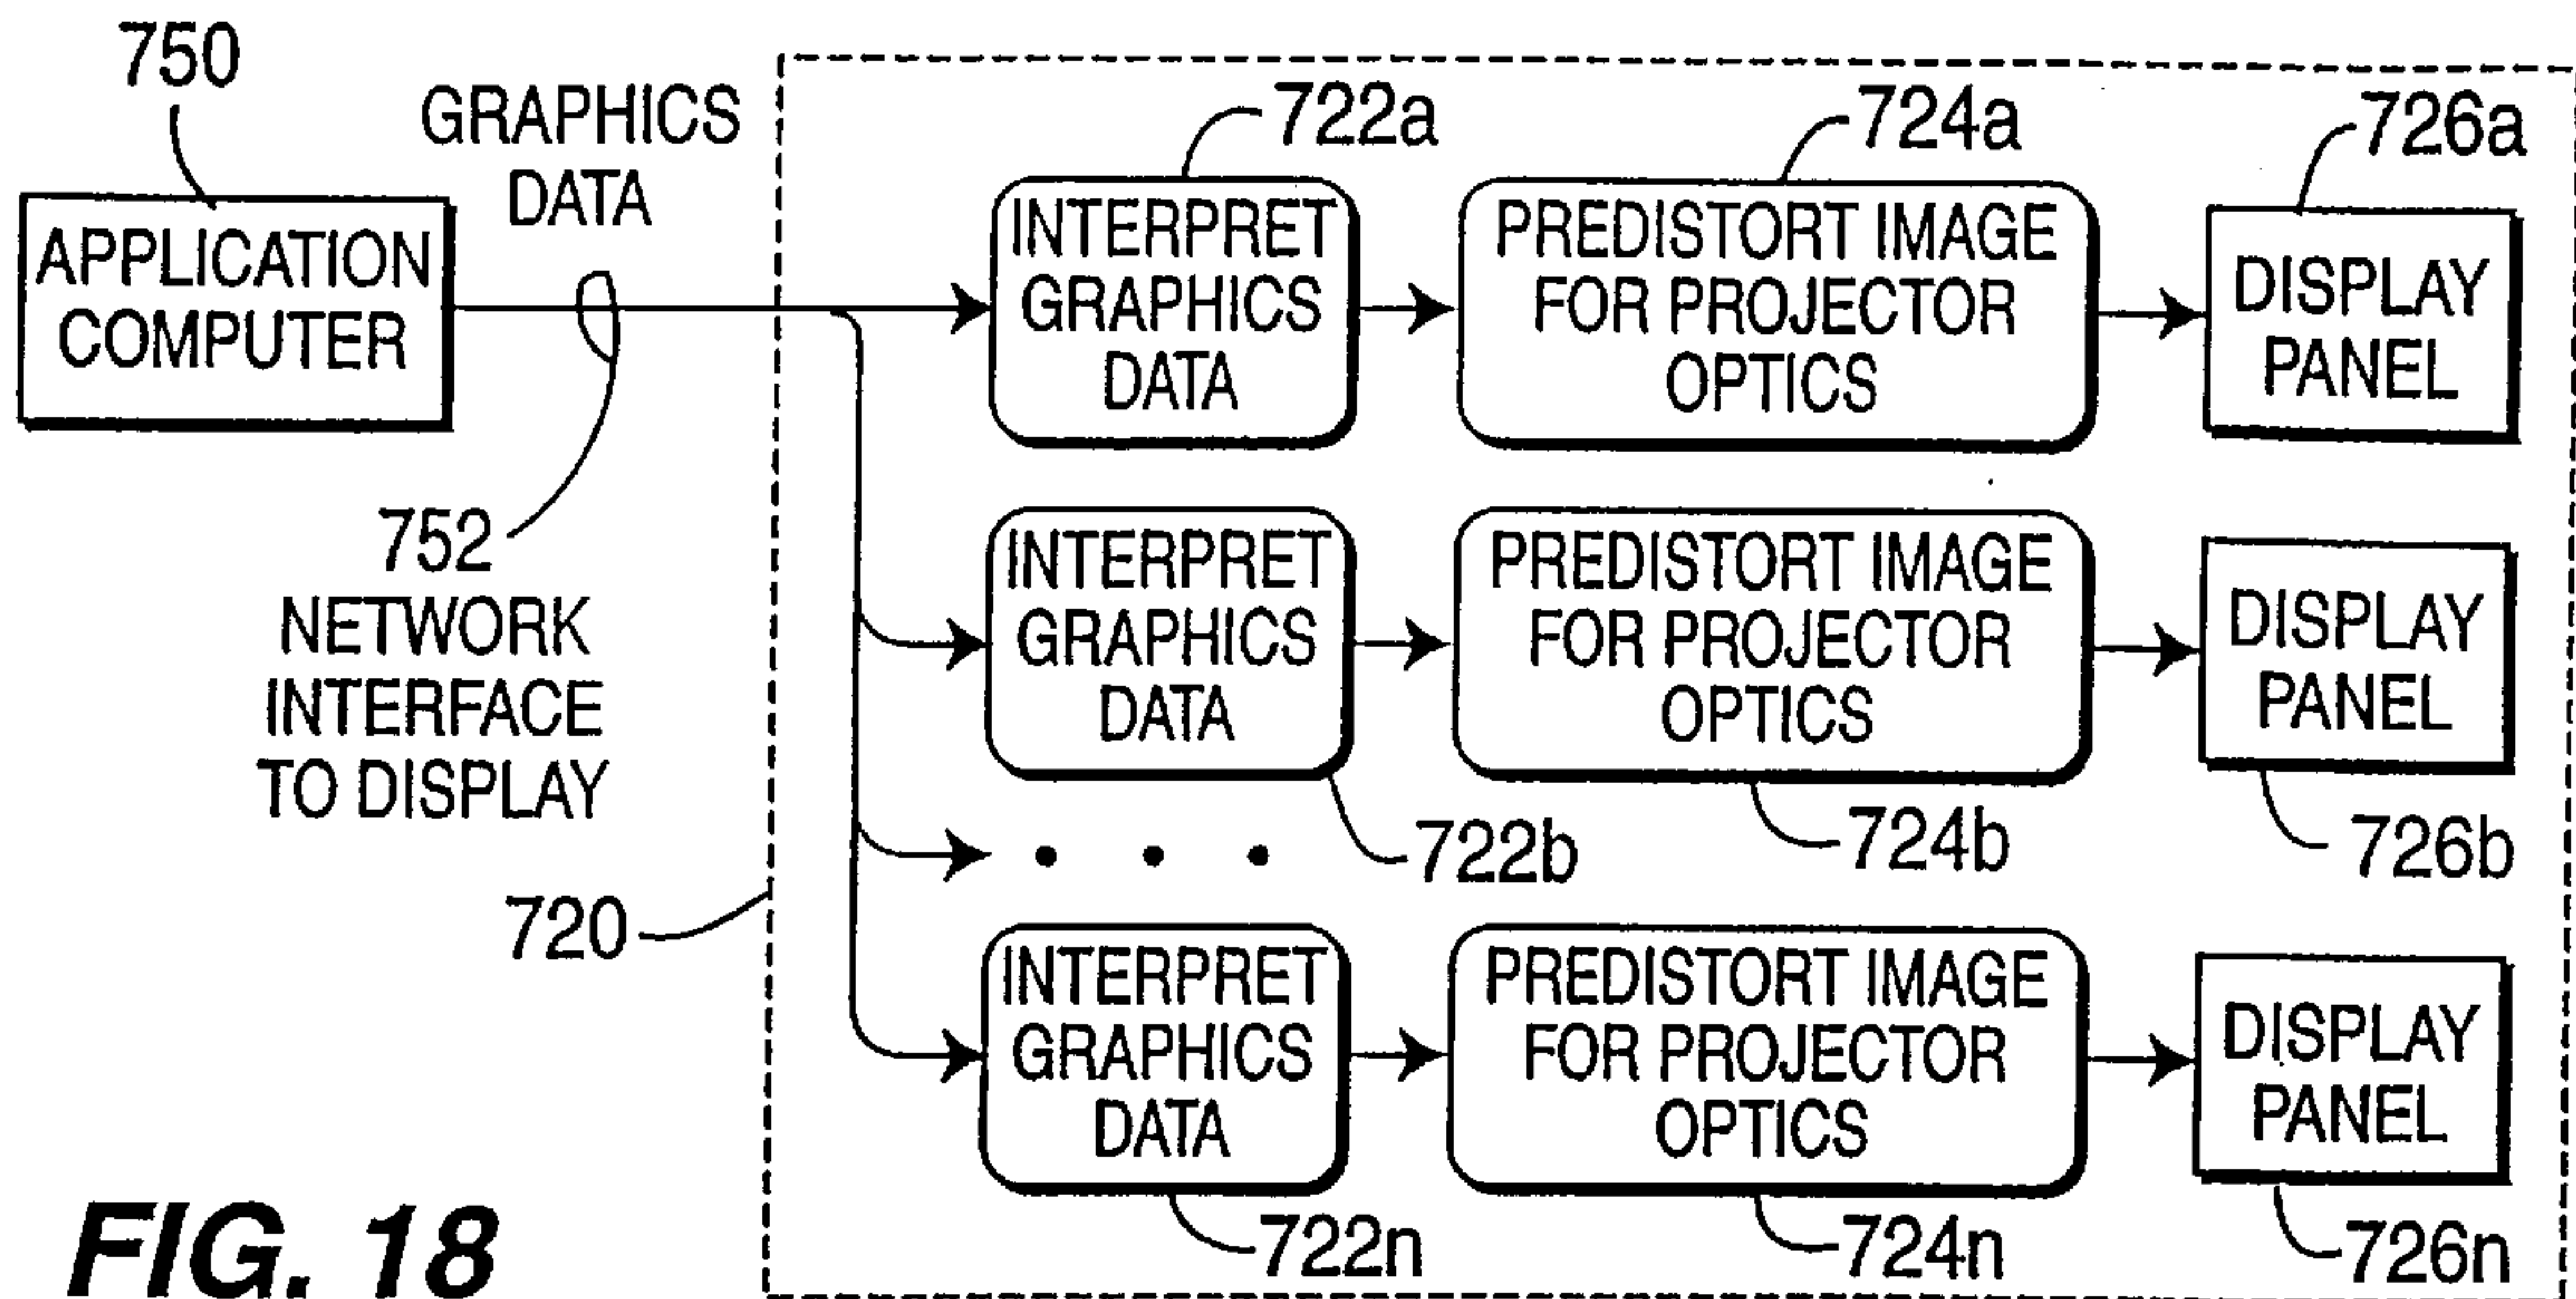 750
GRAPHICS
DATA
APPLICATION
COMPUTER
752
NETWORK
INTERFACE
TO DISPLAY
720
722a
724a
726a
INTERPRET
GRAPHICS
DATA
PREDISTORT IMAGE
FOR PROJECTOR
OPTICS
DISPLAY
PANEL
INTERPRET
GRAPHICS
DATA
PREDISTORT IMAGE
FOR PROJECTOR
OPTICS
DISPLAY
PANEL
722b
724b
726b
. . .
INTERPRET
GRAPHICS
DATA
PREDISTORT IMAGE
FOR PROJECTOR
OPTICS
DISPLAY
PANEL
722n
724n
726n
FIG. 18